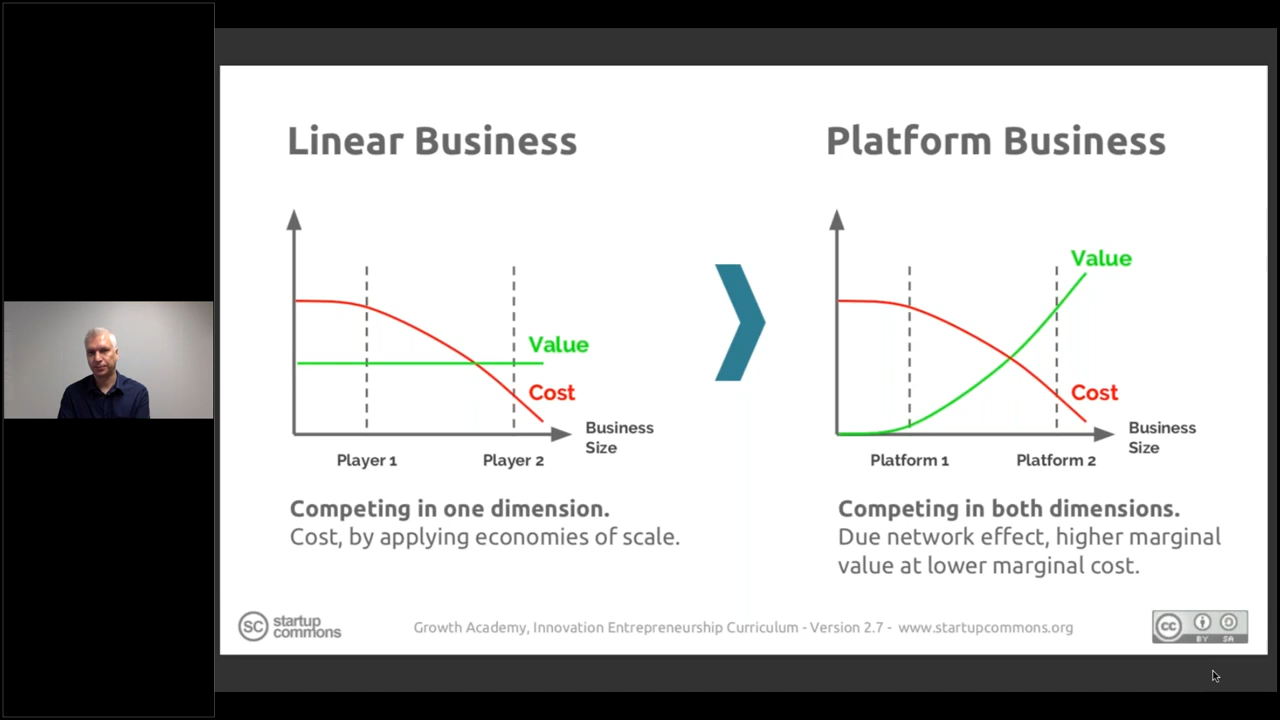 Linear Business
Platform Business
Value
Cost
Business
Size
Player 1
Player 2
Value
Cost
Business
Size
Platform 1
Platform 2
Competing in one dimension.
Cost, by applying economies of scale.
Competing in both dimensions.
Due network effect, higher marginal
value at lower marginal cost.
SC startup
commons
Growth Academy, Innovation Entrepreneurship Curriculum - Version 2.7 - www.startupcommons.org
cc
BY SA